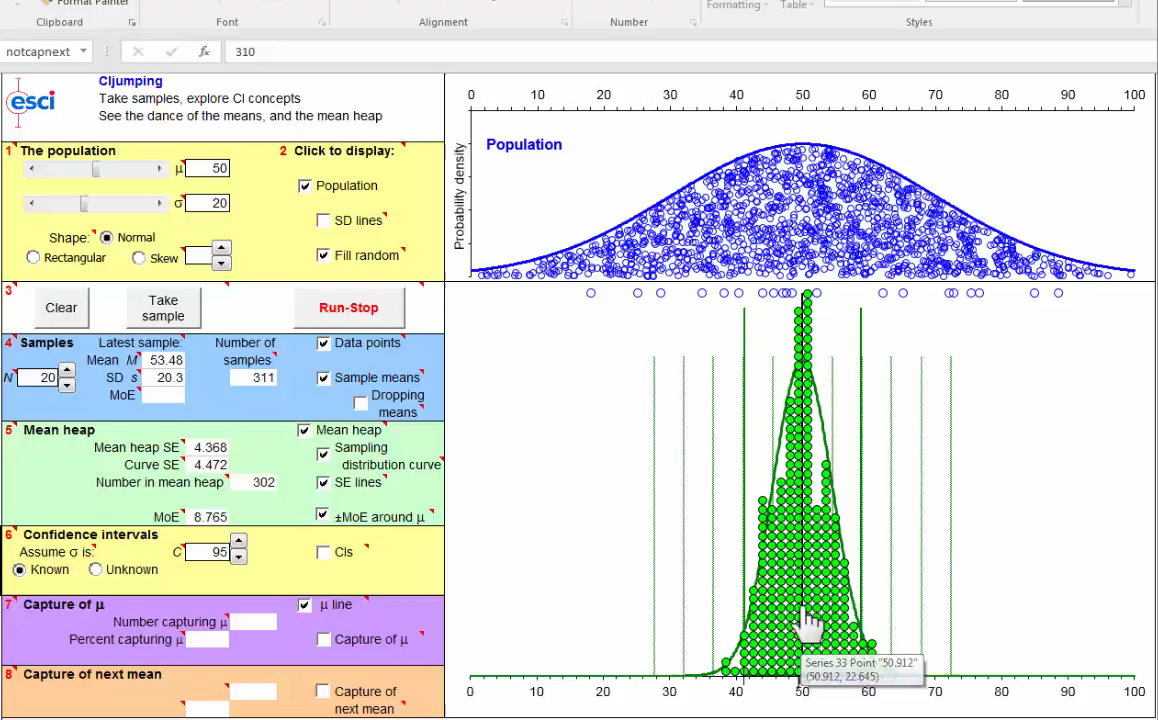 Format Painter
Formatting Table
Clipboard Font Alignment Number Styles
notcapnext fx 310
esci
CIjumping
Take samples, explore CI concepts
See the dance of the means, and the mean heap
1 The population
μ 50
σ 20
Shape: Normal
Rectangular Skew
2 Click to display:
Population
SD lines
Fill random
3 Clear Take sample Run-Stop
4 Samples Latest sample: Number of samples
Mean M 53.48
N 20 SD s 20.3 311
MoE
Data points
Sample means
Dropping means
5 Mean heap
Mean heap SE 4.368
Curve SE 4.472
Number in mean heap 302
MoE 8.765
Mean heap
Sampling distribution curve
SE lines
±MoE around μ
6 Confidence intervals
Assume σ is: C 95 CIs
Known Unknown
7 Capture of μ μ line
Number capturing μ
Percent capturing μ Capture of μ
8 Capture of next mean
Capture of next mean
0 10 20 30 40 50 60 70 80 90 100
Population
Probability density
Series 33 Point "50.912"
(50.912, 22.645)
0 10 20 30 40 50 60 70 80 90 100